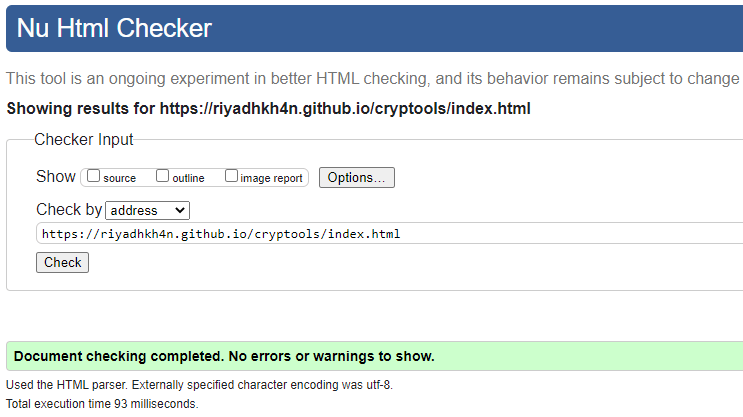 Nu Html Checker
This tool is an ongoing experiment in better HTML checking, and its behavior remains subject to change
Showing results for https://riyadhkh4n.github.io/cryptools/index.html
Checker Input
Show source outline image report Options...
Check by address
https://riyadhkh4n.github.io/cryptools/index.html
Check
Document checking completed. No errors or warnings to show.
Used the HTML parser. Externally specified character encoding was utf-8.
Total execution time 93 milliseconds.